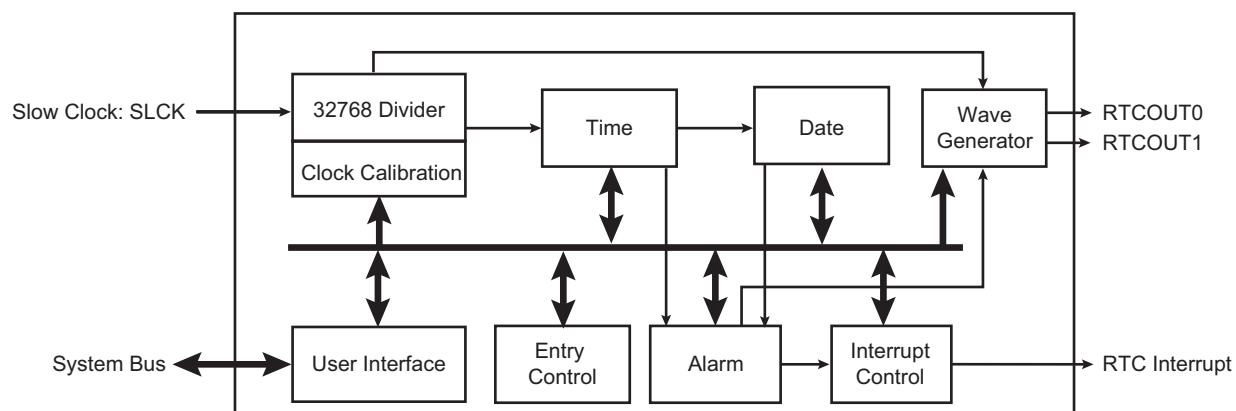 Slow Clock: SLCK
32768 Divider
Clock Calibration
Time
Date
Wave
Generator
RTCOUT0
RTCOUT1
System Bus
User Interface
Entry
Control
Alarm
Interrupt
Control
RTC Interrupt